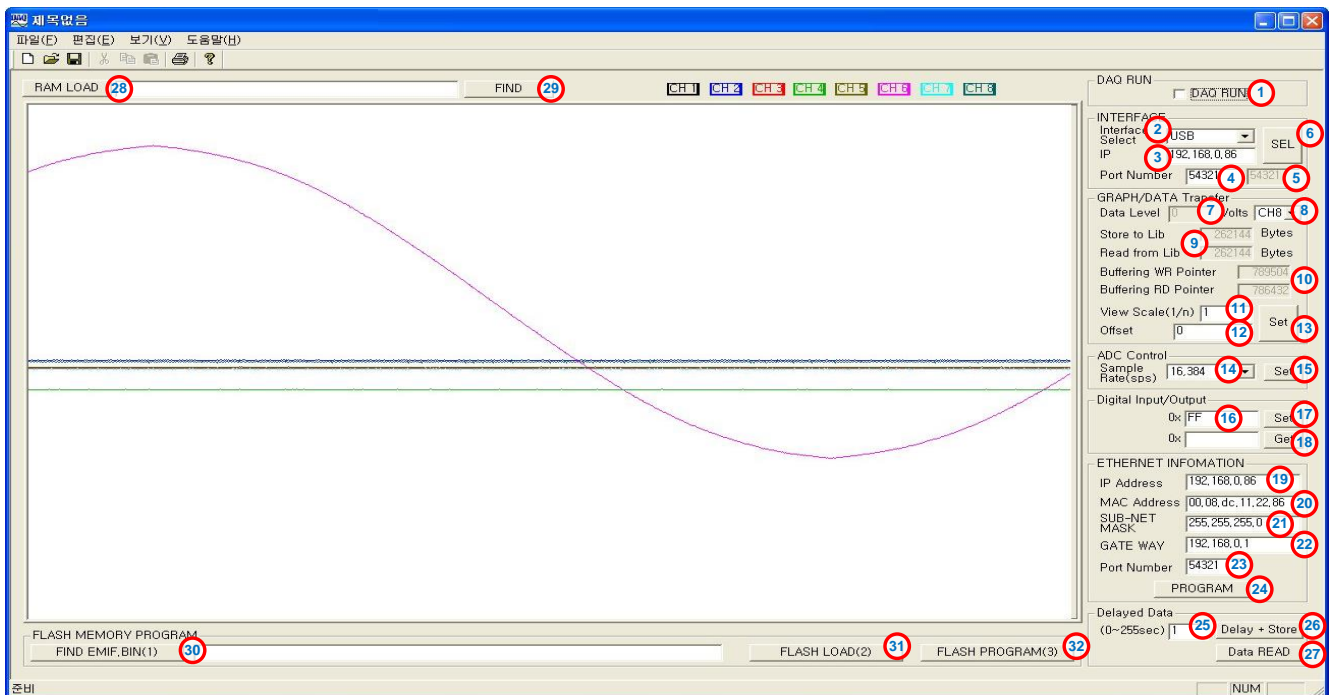 제목없음
파일(F) 편집(E) 보기(V) 도움말(H)
RAM LOAD 28 FIND 29 CH 1 CH 2 CH 3 CH 4 CH 5 CH 6 CH 7 CH 8
DAQ RUN
DAQ RUN 1
INTERFACE
Interface Select 2 USB SEL 6
IP 3 192,168,0,86
Port Number 54321 4 54321 5
GRAPH/DATA Transfer
Data Level 0 7 Volts CH8 8
Store to Lib 262144 Bytes
9
Read from Lib 262144 Bytes
Buffering WR Pointer 789504
10
Buffering RD Pointer 786432
View Scale(1/n) 1 11
Offset 0 12 Set 13
ADC Control
Sample Rate(sps) 16,384 14 Set 15
Digital Input/Output
0x FF 16 Set 17
0x Get 18
ETHERNET INFOMATION
IP Address 192,168,0,86 19
MAC Address 00,08,dc,11,22,86 20
SUB-NET MASK 255,255,255,0 21
GATE WAY 192,168,0,1 22
Port Number 54321 23
PROGRAM 24
Delayed Data
(0~255sec) 1 25 Delay + Store 26
Data READ 27
FLASH MEMORY PROGRAM
FIND EMIF,BIN(1) 30 FLASH LOAD(2) 31 FLASH PROGRAM(3) 32
준비 NUM